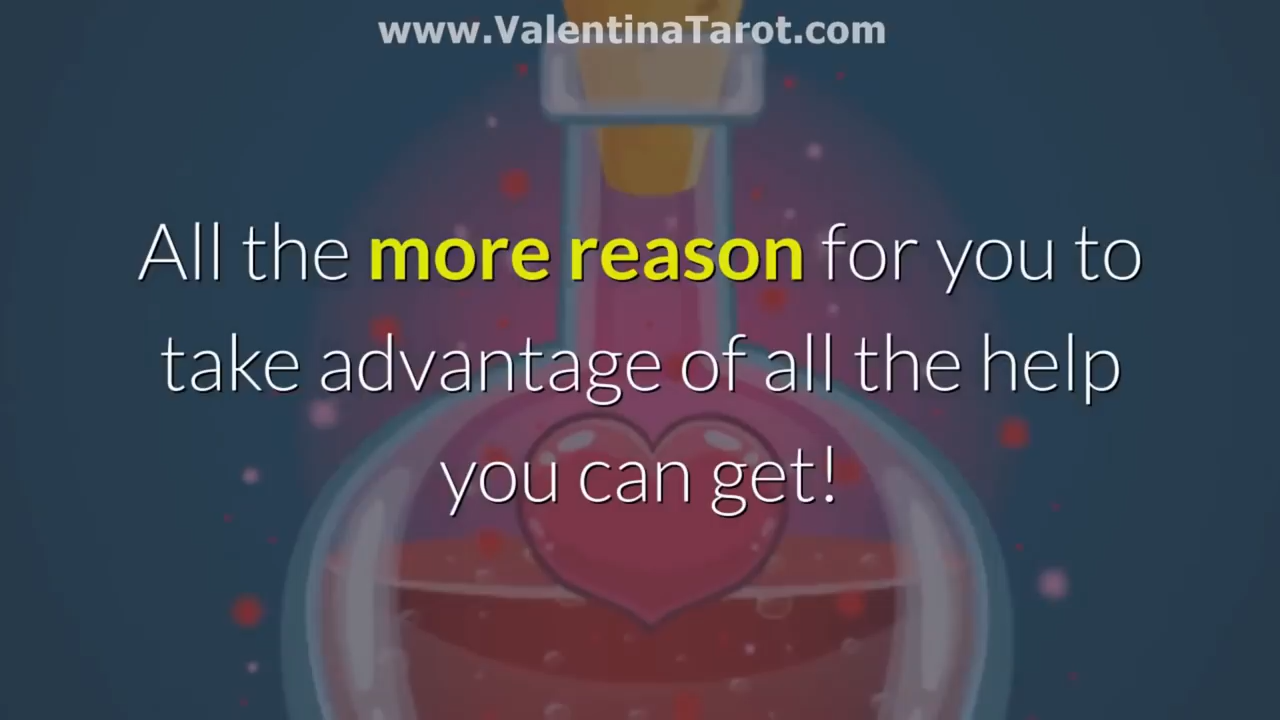 www.ValentinaTarot.com
All the more reason for you to
take advantage of all the help
you can get!